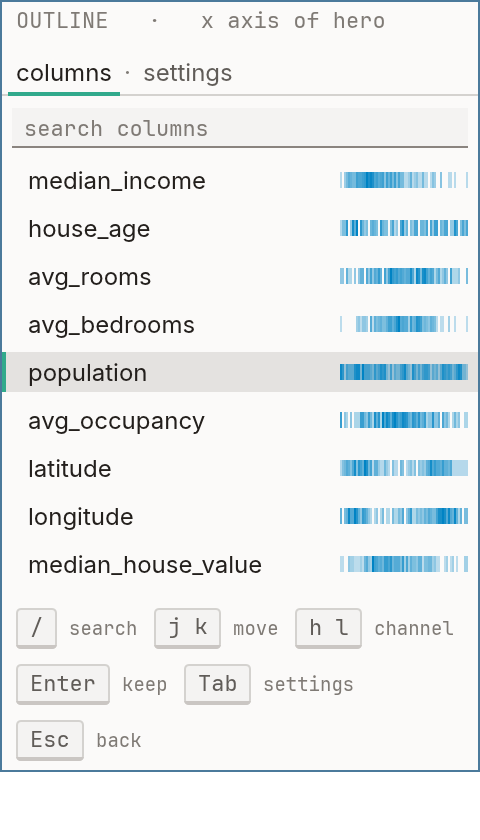 OUTLINE · x axis of hero
columns · settings
search columns
median_income
house_age
avg_rooms
avg_bedrooms
population
avg_occupancy
latitude
longitude
median_house_value
/ search j k move h l channel
Enter keep Tab settings
Esc back